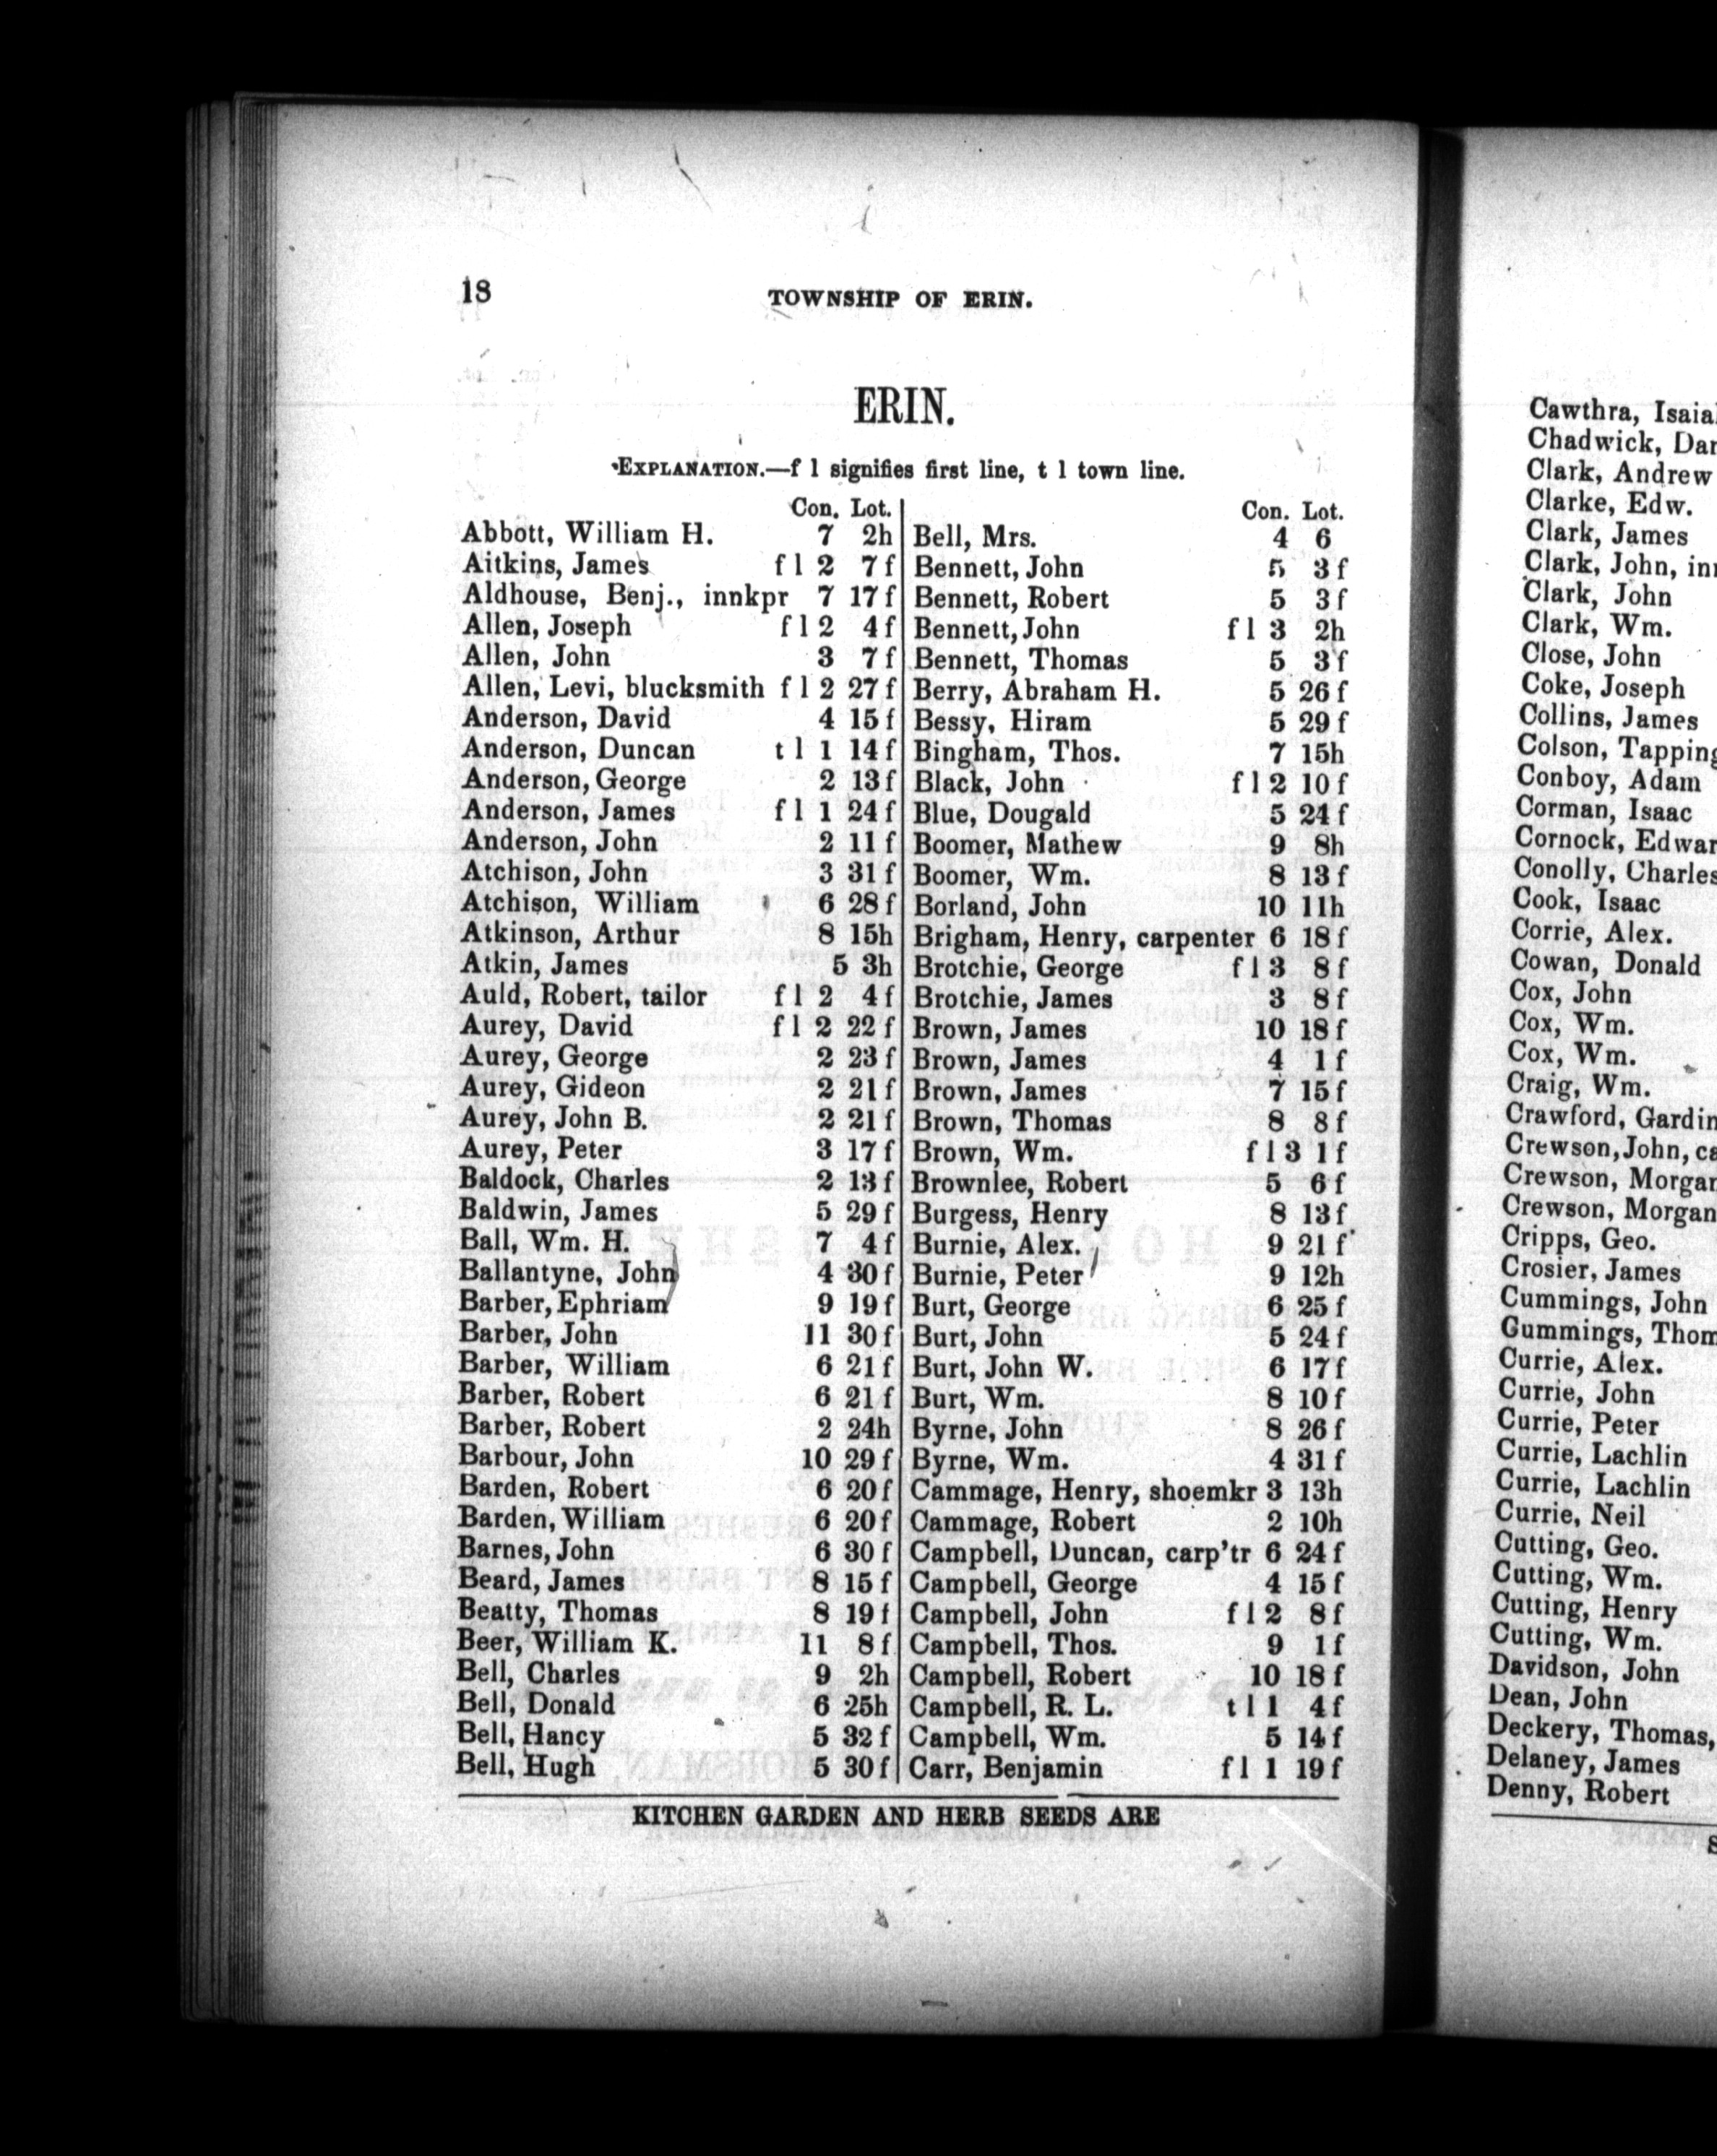 18
TOWNSHIP OF ERIN.
ERIN.
EXPLANATION.—f l signifies first line, t l town line.
Con. Lot.
Abbott, William H. 7 2h
Aitkins, James f l 2 7 f
Aldhouse, Benj., innkpr 7 17 f
Allen, Joseph f l 2 4 f
Allen, John 3 7 f
Allen, Levi, blucksmith f l 2 27 f
Anderson, David 4 15 f
Anderson, Duncan t l 1 14 f
Anderson, George 2 13 f
Anderson, James f l 1 24 f
Anderson, John 2 11 f
Atchison, John 3 31 f
Atchison, William 6 28 f
Atkinson, Arthur 8 15h
Atkin, James 5 3h
Auld, Robert, tailor f l 2 4 f
Aurey, David f l 2 22 f
Aurey, George 2 23 f
Aurey, Gideon 2 21 f
Aurey, John B. 2 21 f
Aurey, Peter 3 17 f
Baldock, Charles 2 13 f
Baldwin, James 5 29 f
Ball, Wm. H. 7 4 f
Ballantyne, John 4 30 f
Barber, Ephriam 9 19 f
Barber, John 11 30 f
Barber, William 6 21 f
Barber, Robert 6 21 f
Barber, Robert 2 24h
Barbour, John 10 29 f
Barden, Robert 6 20 f
Barden, William 6 20 f
Barnes, John 6 30 f
Beard, James 8 15 f
Beatty, Thomas 8 19 f
Beer, William K. 11 8 f
Bell, Charles 9 2h
Bell, Donald 6 25h
Bell, Hancy 5 32 f
Bell, Hugh 5 30 f
Con. Lot.
Bell, Mrs. 4 6
Bennett, John 5 3 f
Bennett, Robert 5 3 f
Bennett, John f l 3 2h
Bennett, Thomas 5 3 f
Berry, Abraham H. 5 26 f
Bessy, Hiram 5 29 f
Bingham, Thos. 7 15h
Black, John f l 2 10 f
Blue, Dougald 5 24 f
Boomer, Mathew 9 8h
Boomer, Wm. 8 13 f
Borland, John 10 11h
Brigham, Henry, carpenter 6 18 f
Brotchie, George f l 3 8 f
Brotchie, James 3 8 f
Brown, James 10 18 f
Brown, James 4 1 f
Brown, James 7 15 f
Brown, Thomas 8 8 f
Brown, Wm. f l 3 1 f
Brownlee, Robert 5 6 f
Burgess, Henry 8 13 f
Burnie, Alex. 9 21 f
Burnie, Peter 9 12h
Burt, George 6 25 f
Burt, John 5 24 f
Burt, John W. 6 17 f
Burt, Wm. 8 10 f
Byrne, John 8 26 f
Byrne, Wm. 4 31 f
Cammage, Henry, shoemkr 3 13h
Cammage, Robert 2 10h
Campbell, Duncan, carp'tr 6 24 f
Campbell, George 4 15 f
Campbell, John f l 2 8 f
Campbell, Thos. 9 1 f
Campbell, Robert 10 18 f
Campbell, R. L. t l 1 4 f
Campbell, Wm. 5 14 f
Carr, Benjamin f l 1 19 f
KITCHEN GARDEN AND HERB SEEDS ARE
Cawthra,
Chadwick,
Clark, Andrew
Clarke, Edw.
Clark, James
Clark, John,
Clark, John
Clark, Wm.
Close, John
Coke, Joseph
Collins, James
Colson,
Conboy, Adam
Corman, Isaac
Cornock,
Conolly, Charles
Cook, Isaac
Corrie, Alex.
Cowan, Donald
Cox, John
Cox, Wm.
Cox, Wm.
Craig, Wm.
Crawford,
Crewson, John,
Crewson,
Crewson, Morgan
Cripps, Geo.
Crosier, James
Cummings, John
Gummings,
Currie, Alex.
Currie, John
Currie, Peter
Currie, Lachlin
Currie, Lachlin
Currie, Neil
Cutting, Geo.
Cutting, Wm.
Cutting, Henry
Cutting, Wm.
Davidson, John
Dean, John
Deckery, Thomas,
Delaney, James
Denny, Robert